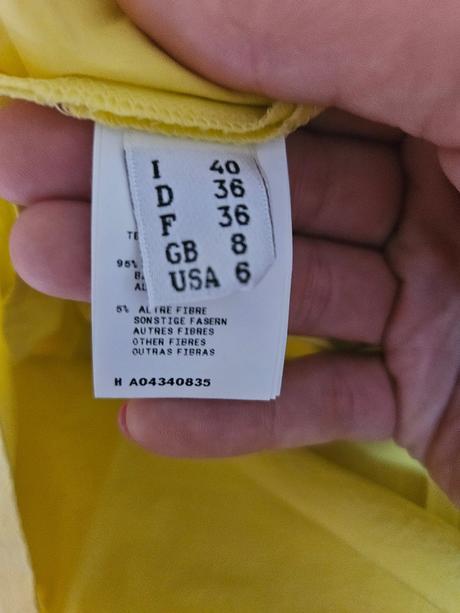 I 40
D 36
F 36
GB 8
USA 6
TE
95%
5% ALTRE FIBRE
SONSTIGE FASERN
AUTRES FIBRES
OTHER FIBRES
OUTRAS FIBRAS
H A04340835